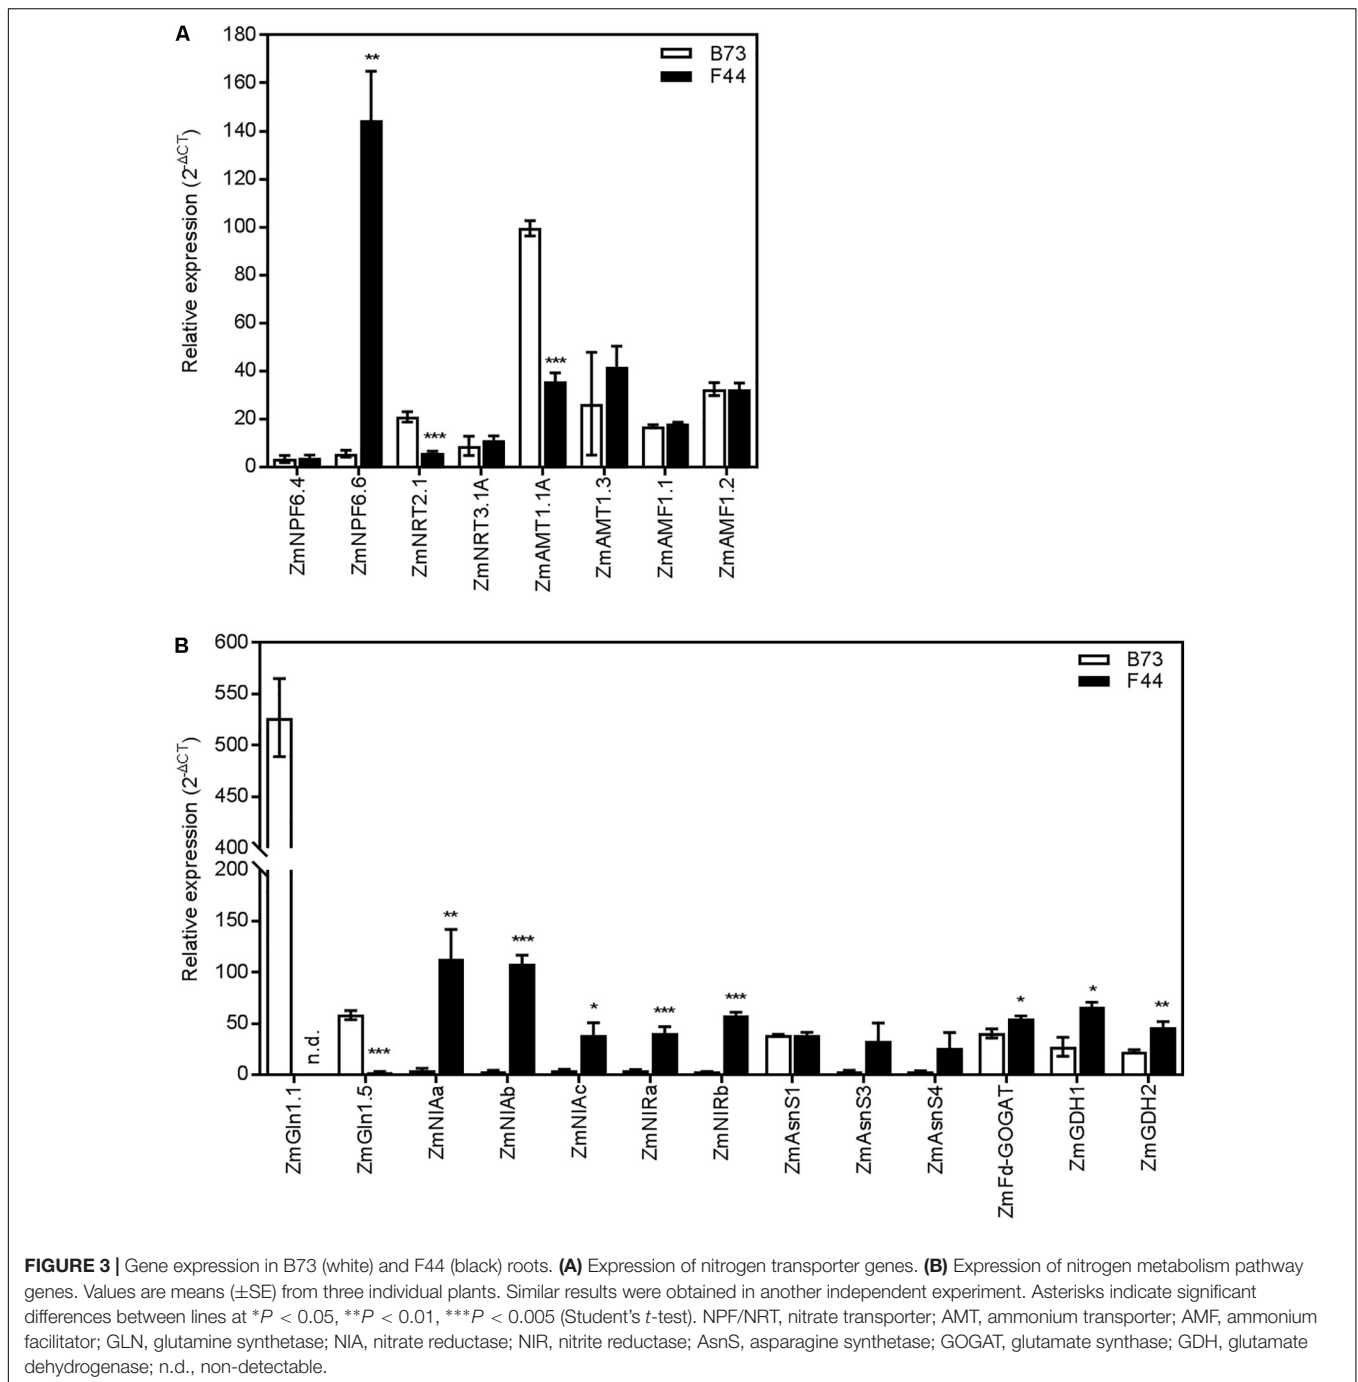 A
180
160
140
120
100
80
60
40
20
0
Relative expression (2-ΔCT)
B73
F44
**
***
***
ZmNPF6.4
ZmNPF6.6
ZmNRT2.1
ZmNRT3.1A
ZmAMT1.1A
ZmAMT1.3
ZmAMF1.1
ZmAMF1.2
B
600
550
500
450
400
200
150
100
50
0
Relative expression (2-ΔCT)
B73
F44
n.d.
***
**
***
*
***
***
*
*
**
ZmGln1.1
ZmGln1.5
ZmNIAa
ZmNIAb
ZmNIAc
ZmNIRa
ZmNIRb
ZmAsnS1
ZmAsnS3
ZmAsnS4
ZmFd-GOGAT
ZmGDH1
ZmGDH2
FIGURE 3 | Gene expression in B73 (white) and F44 (black) roots. (A) Expression of nitrogen transporter genes. (B) Expression of nitrogen metabolism pathway
genes. Values are means (±SE) from three individual plants. Similar results were obtained in another independent experiment. Asterisks indicate significant
differences between lines at *P < 0.05, **P < 0.01, ***P < 0.005 (Student's t-test). NPF/NRT, nitrate transporter; AMT, ammonium transporter; AMF, ammonium
facilitator; GLN, glutamine synthetase; NIA, nitrate reductase; NIR, nitrite reductase; AsnS, asparagine synthetase; GOGAT, glutamate synthase; GDH, glutamate
dehydrogenase; n.d., non-detectable.